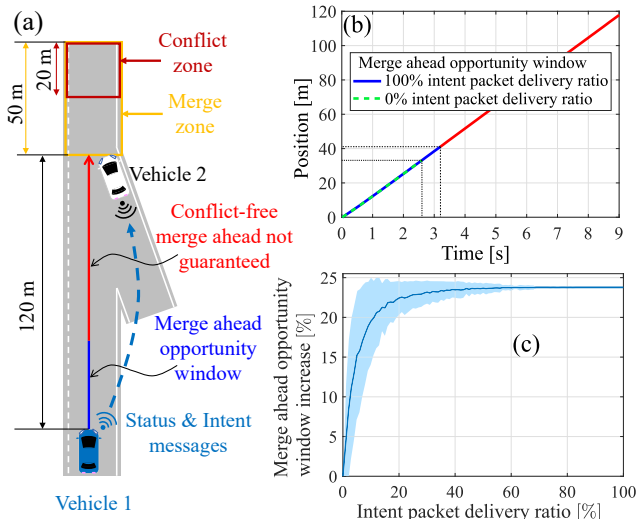 (a)
Conflict
zone
20 m
50 m
Merge
zone
Vehicle 2
Conflict-free
merge ahead not
guaranteed
120 m
Merge ahead
opportunity
window
Status & Intent
messages
Vehicle 1
(b)
120
100
80
60
40
20
0
Position [m]
Merge ahead opportunity window
100% intent packet delivery ratio
0% intent packet delivery ratio
0 1 2 3 4 5 6 7 8 9
Time [s]
25
20
15
10
5
0
Merge ahead opportunity
window increase [%]
(c)
0 20 40 60 80 100
Intent packet delivery ratio [%]